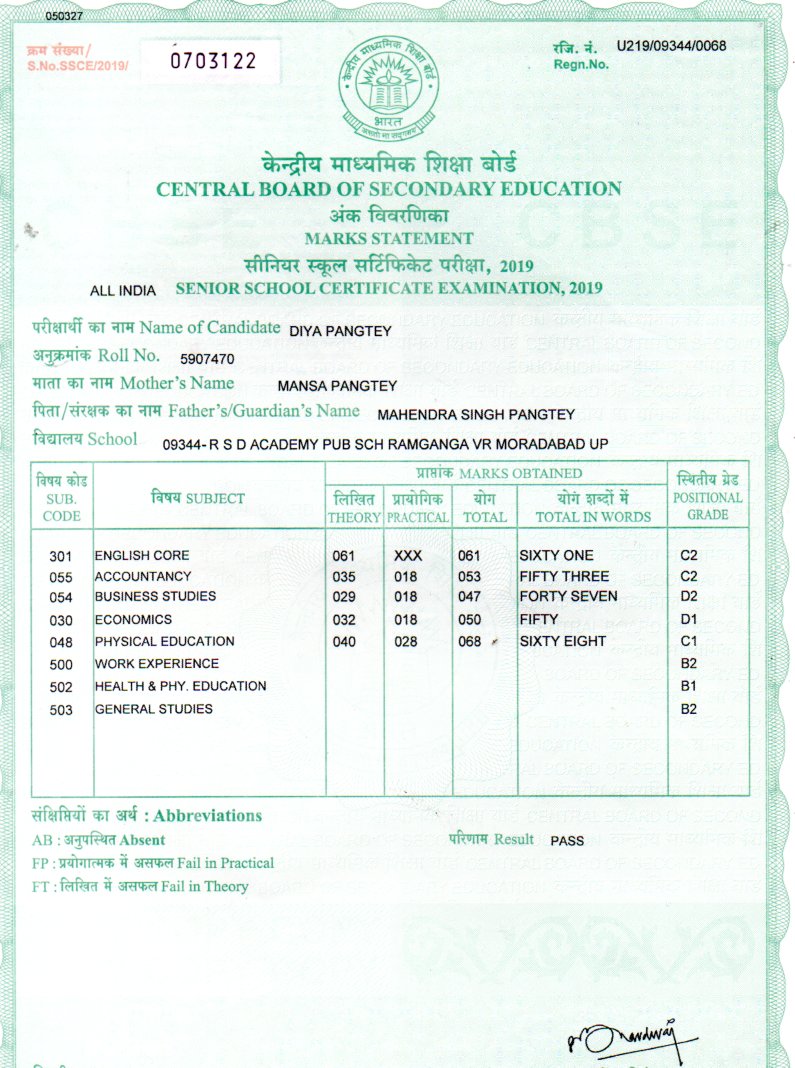 050327
क्रम संख्या/
S.No.SSCE/2019/ 0703122
रजि. नं. U219/09344/0068
Regn.No.
केन्द्रीय माध्यमिक शिक्षा बोर्ड
भारत
असतो मा सद्गमय
केन्द्रीय माध्यमिक शिक्षा बोर्ड
CENTRAL BOARD OF SECONDARY EDUCATION
अंक विवरणिका
CBSE
MARKS STATEMENT
सीनियर स्कूल सर्टिफिकेट परीक्षा, 2019
ALL INDIA SENIOR SCHOOL CERTIFICATE EXAMINATION, 2019
परीक्षार्थी का नाम Name of Candidate DIYA PANGTEY
अनुक्रमांक Roll No. 5907470
माता का नाम Mother's Name MANSA PANGTEY
पिता/संरक्षक का नाम Father's/Guardian's Name MAHENDRA SINGH PANGTEY
विद्यालय School 09344- R S D ACADEMY PUB SCH RAMGANGA VR MORADABAD UP
विषय कोड SUB. CODE विषय SUBJECT प्राप्तांक MARKS OBTAINED स्थितीय ग्रेड POSITIONAL GRADE
लिखित THEORY प्रायोगिक PRACTICAL योग TOTAL योग शब्दों में TOTAL IN WORDS
301 ENGLISH CORE 061 XXX 061 SIXTY ONE C2
055 ACCOUNTANCY 035 018 053 FIFTY THREE C2
054 BUSINESS STUDIES 029 018 047 FORTY SEVEN D2
030 ECONOMICS 032 018 050 FIFTY D1
048 PHYSICAL EDUCATION 040 028 068 SIXTY EIGHT C1
500 WORK EXPERIENCE B2
502 HEALTH & PHY. EDUCATION B1
503 GENERAL STUDIES B2
संक्षिप्तियों का अर्थ : Abbreviations
AB : अनुपस्थित Absent
परिणाम Result PASS
FP : प्रयोगात्मक में असफल Fail in Practical
FT : लिखित में असफल Fail in Theory